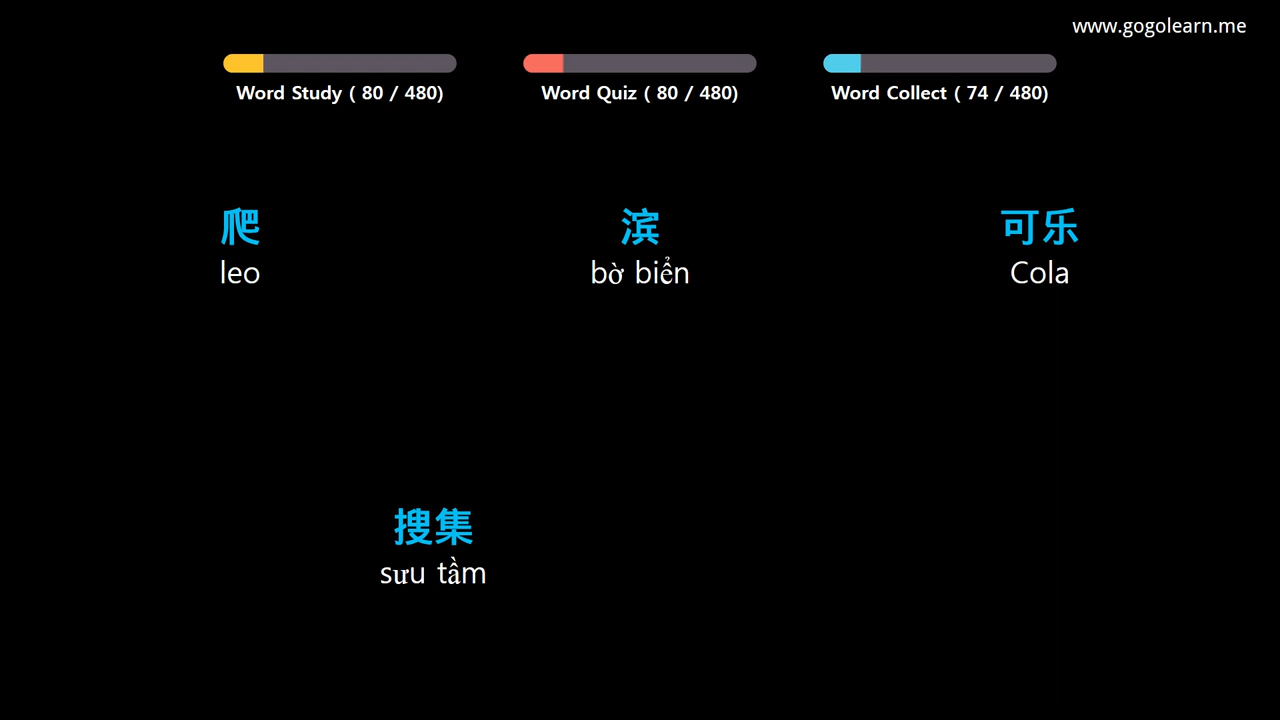 www.gogolearn.me
Word Study ( 80 / 480)
Word Quiz ( 80 / 480)
Word Collect ( 74 / 480)
爬
leo
滨
bờ biển
可乐
Cola
搜集
sưu tầm